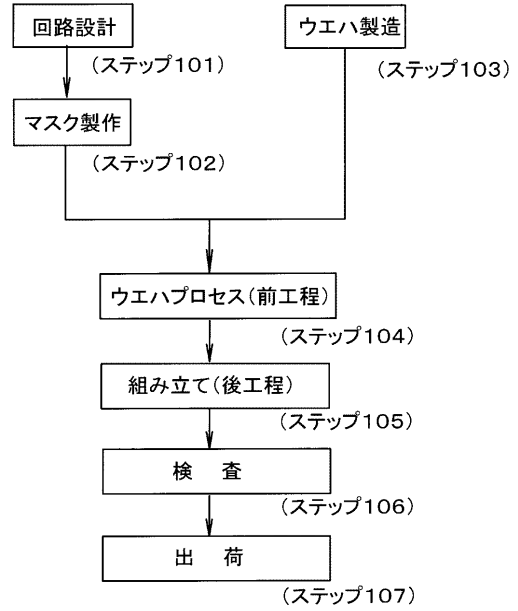 回路設計
(ステップ101)
ウエハ製造
(ステップ103)
マスク製作
(ステップ102)
ウエハプロセス(前工程)
(ステップ104)
組み立て(後工程)
(ステップ105)
検 査
(ステップ106)
出 荷
(ステップ107)